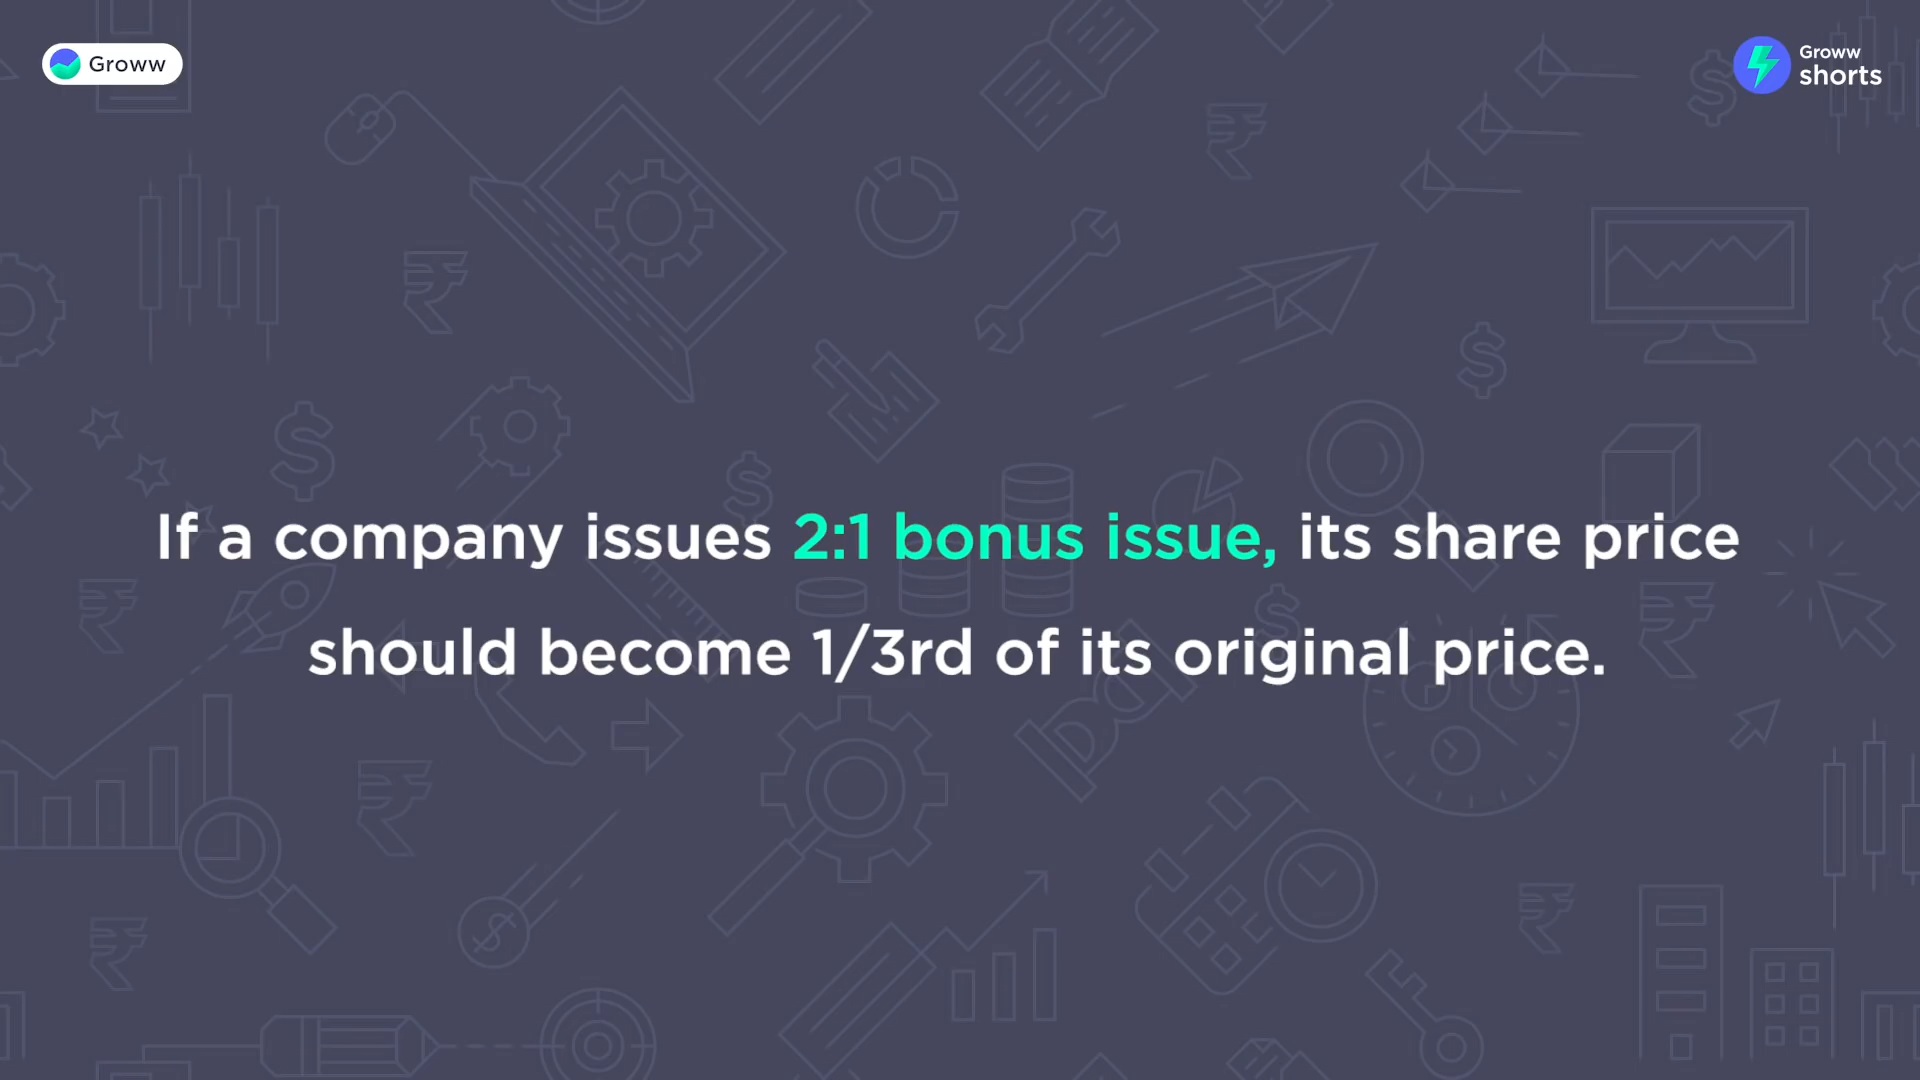 Groww
Groww
shorts
If a company issues 2:1 bonus issue, its share price
should become 1/3rd of its original price.